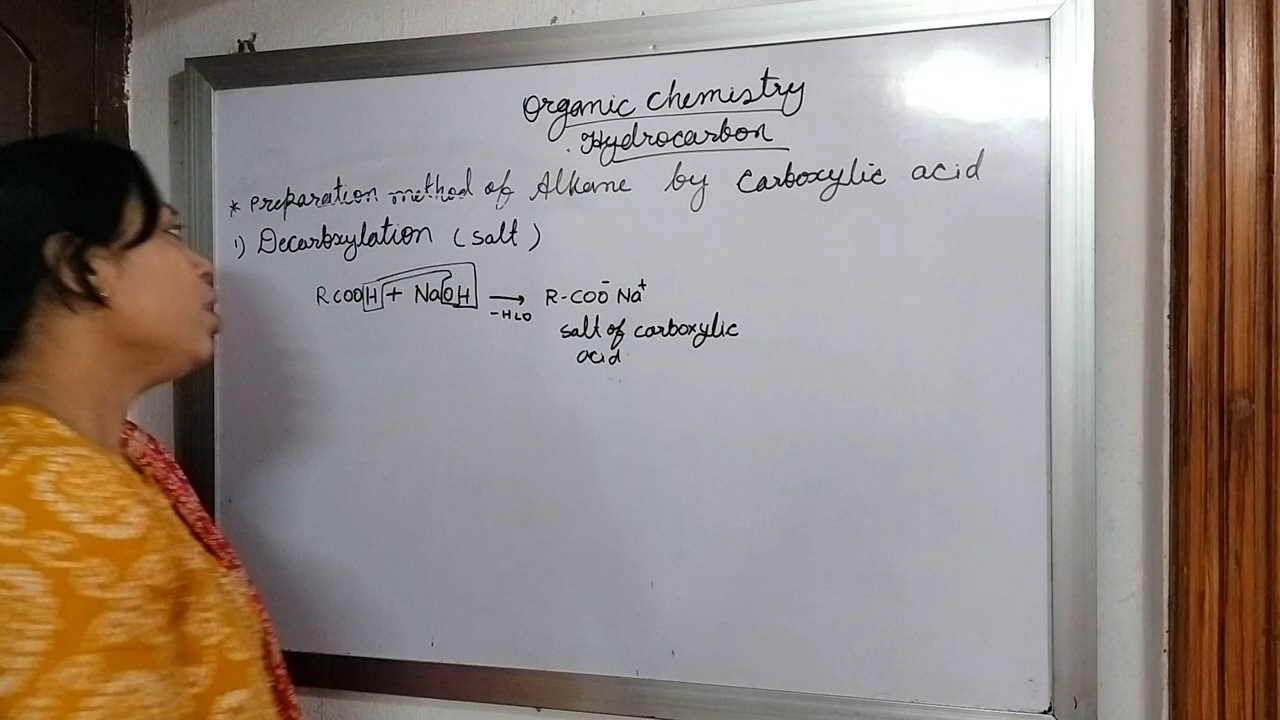 Organic Chemistry
Hydrocarbon
* Preparation method of Alkane by Carboxylic acid
1) Decarboxylation (salt)
RCOOH + NaOH → R-COO⁻ Na⁺
-H2O
salt of carboxylic
acid